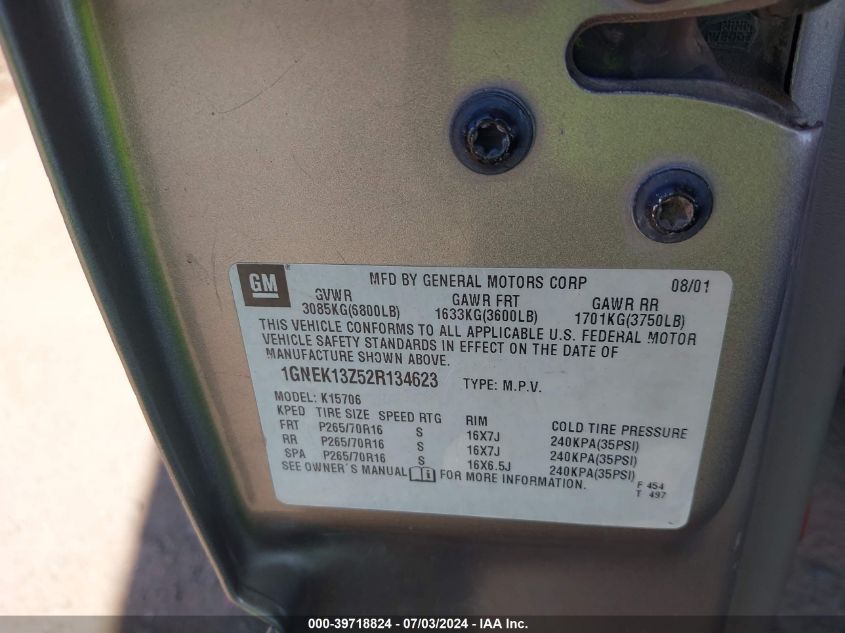 GM
MFD BY GENERAL MOTORS CORP 08/01
GVWR GAWR FRT GAWR RR
3085KG(6800LB) 1633KG(3600LB) 1701KG(3750LB)
THIS VEHICLE CONFORMS TO ALL APPLICABLE U.S. FEDERAL MOTOR
VEHICLE SAFETY STANDARDS IN EFFECT ON THE DATE OF
MANUFACTURE SHOWN ABOVE.
1GNEK13Z52R134623 TYPE: M.P.V.
MODEL: K15706
KPED TIRE SIZE SPEED RTG RIM COLD TIRE PRESSURE
FRT P265/70R16 S 16X7J 240KPA(35PSI)
RR P265/70R16 S 16X7J 240KPA(35PSI)
SPA P265/70R16 S 16X6.5J 240KPA(35PSI)
SEE OWNER'S MANUAL FOR MORE INFORMATION.
F 454
T 497
000-39718824 / 07/03/2024 - IAA Inc.